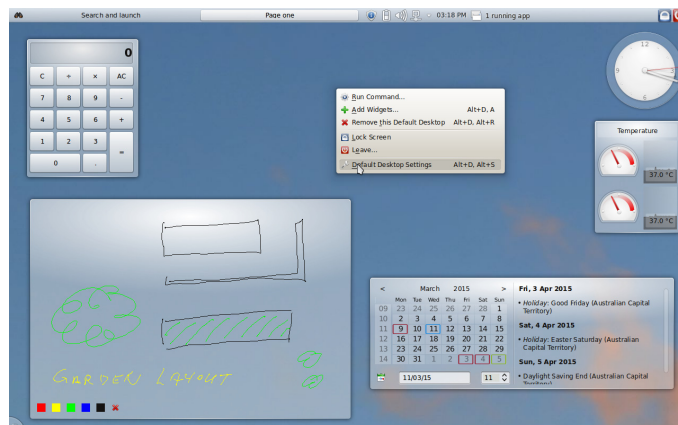 Search and launch
Page one
03:18 PM
1 running app
0
C ÷ × AC
7 8 9 -
4 5 6 +
1 2 3 =
0 .
Run Command...
Add Widgets... Alt+D, A
Remove this Default Desktop Alt+D, Alt+R
Lock Screen
Leave...
Default Desktop Settings Alt+D, Alt+S
12
9
Temperature
37.0 °C
37.0 °C
GARDEN LAYOUT
< March 2015 >
Mon Tue Wed Thu Fri Sat Sun
09 23 24 25 26 27 28 1
10 2 3 4 5 6 7 8
11 9 10 11 12 13 14 15
12 16 17 18 19 20 21 22
13 23 24 25 26 27 28 29
14 30 31 1 2 3 4 5
11/03/15
11
Fri, 3 Apr 2015
• Holiday: Good Friday (Australian Capital
Territory)
Sat, 4 Apr 2015
• Holiday: Easter Saturday (Australian
Capital Territory)
Sun, 5 Apr 2015
• Daylight Saving End (Australian Capital
Territory)